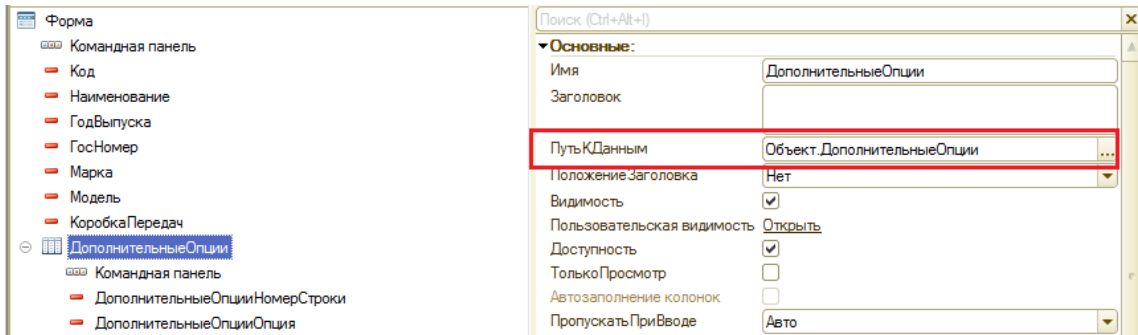 Форма
Командная панель
Код
Наименование
ГодВыпуска
ГосНомер
Марка
Модель
КоробкаПередач
ДополнительныеОпции
Командная панель
ДополнительныеОпцииНомерСтроки
ДополнительныеОпцииОпция
Поиск (Ctrl+Alt+I)
Основные:
Имя ДополнительныеОпции
Заголовок
ПутьКДанным Объект.ДополнительныеОпции ...
ПоложениеЗаголовка Нет
Видимость
Пользовательская видимость Открыть
Доступность
ТолькоПросмотр
Автозаполнение колонок
ПропускатьПриВводе Авто